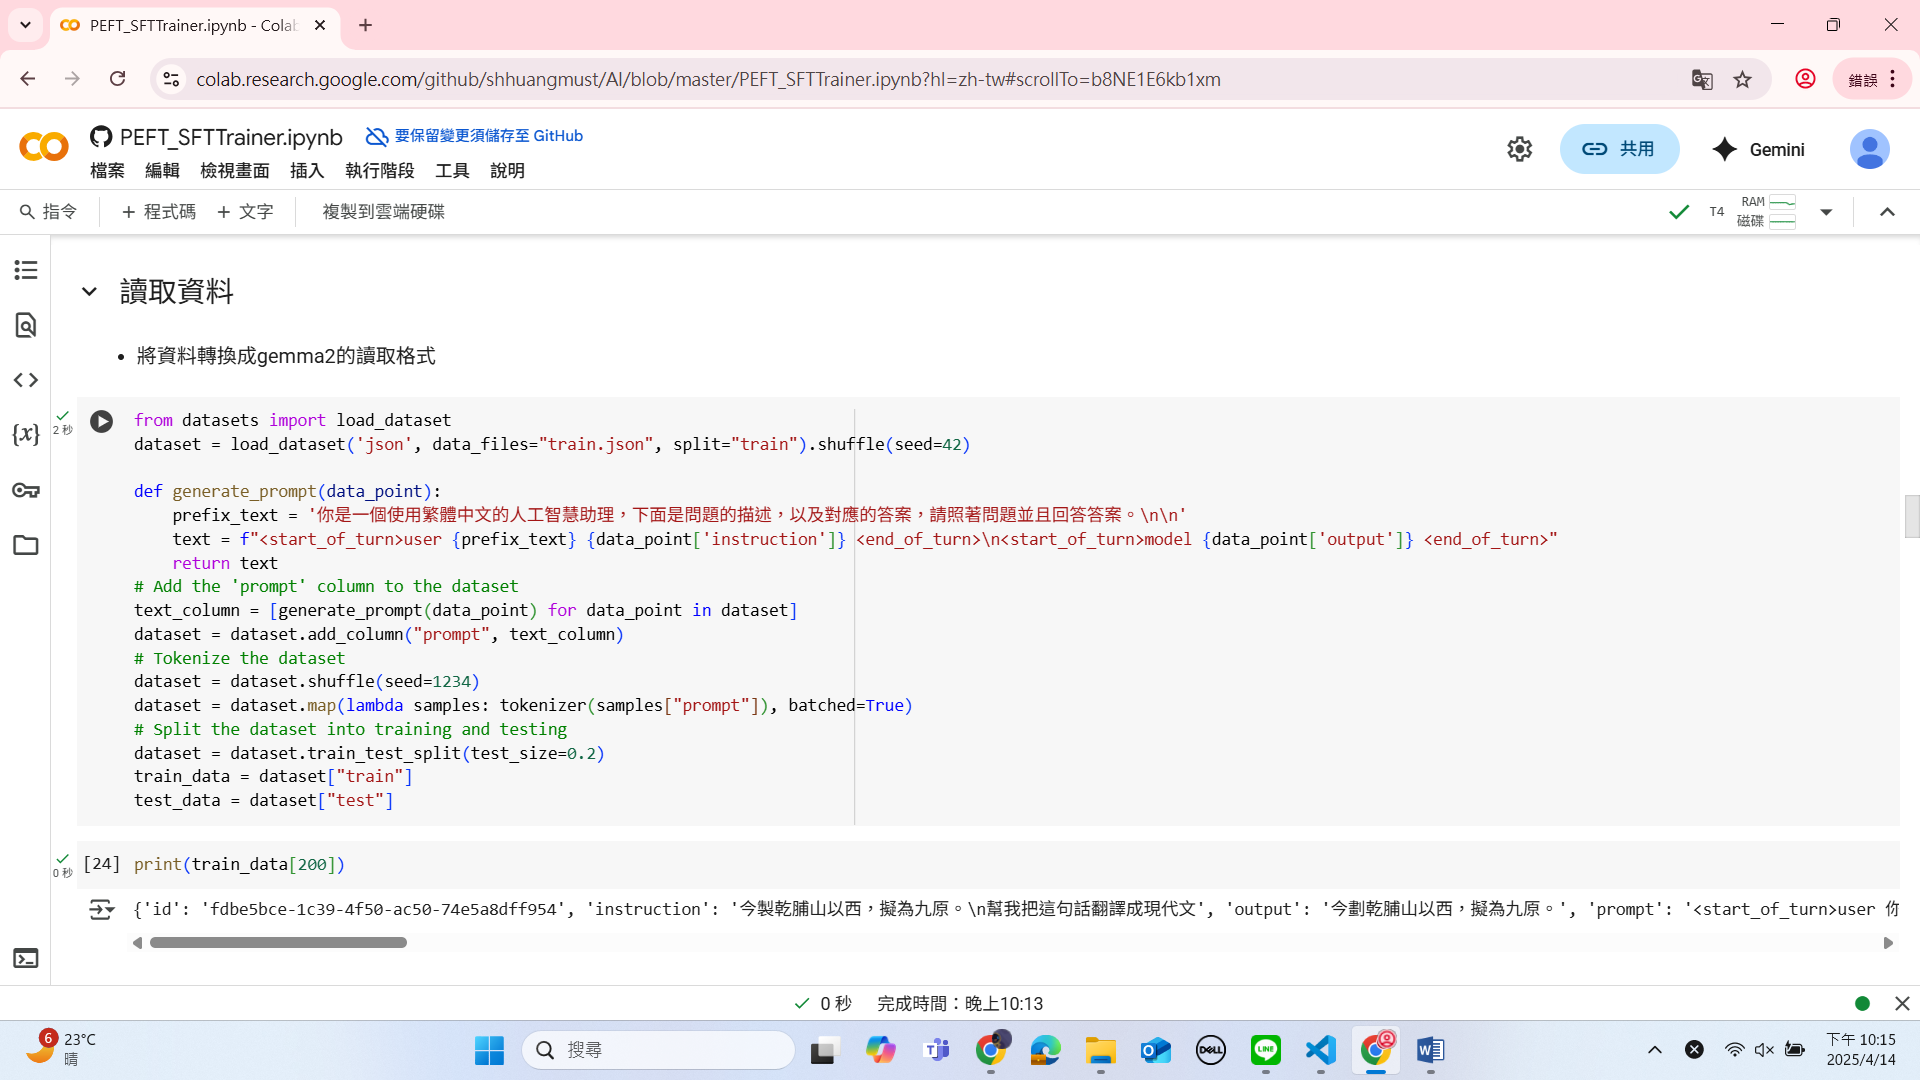 PEFT_SFTTrainer.ipynb - Colab
colab.research.google.com/github/shhuangmust/AI/blob/master/PEFT_SFTTrainer.ipynb?hl=zh-tw#scrollTo=b8NE1E6kb1xm
錯誤
PEFT_SFTTrainer.ipynb
要保留變更須儲存至 GitHub
檔案 編輯 檢視畫面 插入 執行階段 工具 說明
共用
Gemini
指令
+ 程式碼 + 文字
複製到雲端硬碟
T4
RAM
磁碟
讀取資料
• 將資料轉換成gemma2的讀取格式
2 秒
from datasets import load_dataset
dataset = load_dataset('json', data_files="train.json", split="train").shuffle(seed=42)
def generate_prompt(data_point):
    prefix_text = '你是一個使用繁體中文的人工智慧助理，下面是問題的描述，以及對應的答案，請照著問題並且回答答案。\n\n'
    text = f"<start_of_turn>user {prefix_text} {data_point['instruction']} <end_of_turn>\n<start_of_turn>model {data_point['output']} <end_of_turn>"
    return text
# Add the 'prompt' column to the dataset
text_column = [generate_prompt(data_point) for data_point in dataset]
dataset = dataset.add_column("prompt", text_column)
# Tokenize the dataset
dataset = dataset.shuffle(seed=1234)
dataset = dataset.map(lambda samples: tokenizer(samples["prompt"]), batched=True)
# Split the dataset into training and testing
dataset = dataset.train_test_split(test_size=0.2)
train_data = dataset["train"]
test_data = dataset["test"]
0 秒
[24] print(train_data[200])
{'id': 'fdbe5bce-1c39-4f50-ac50-74e5a8dff954', 'instruction': '今製乾脯山以西，擬為九原。\n幫我把這句話翻譯成現代文', 'output': '今劃乾脯山以西，擬為九原。', 'prompt': '<start_of_turn>user 你
0 秒 完成時間：晚上10:13
6
23°C
晴
搜尋
DELL
LINE
下午 10:15
2025/4/14